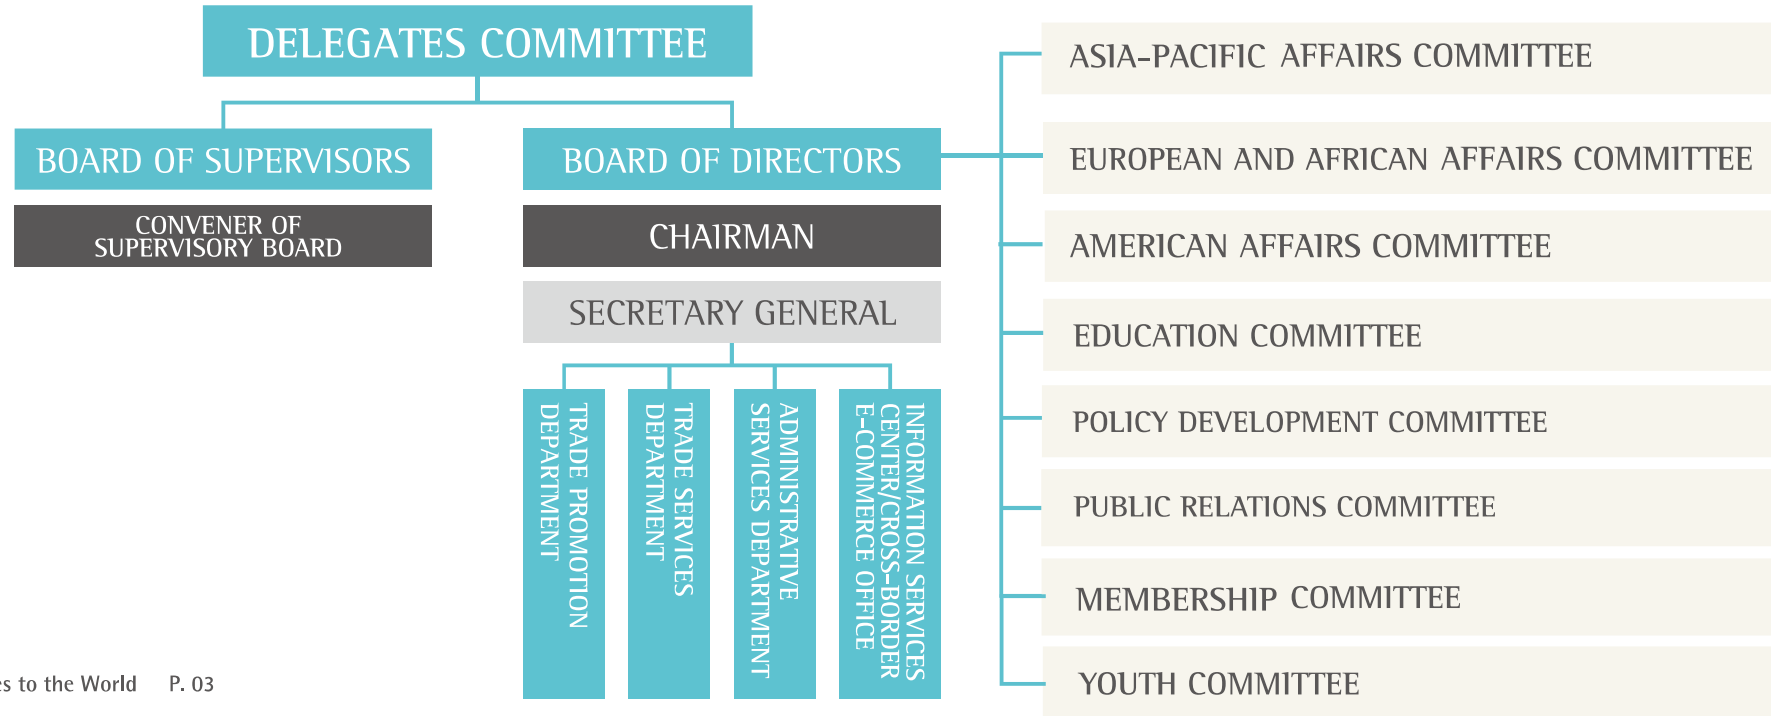 DELEGATES COMMITTEE
BOARD OF SUPERVISORS
CONVENER OF
SUPERVISORY BOARD
BOARD OF DIRECTORS
CHAIRMAN
SECRETARY GENERAL
TRADE PROMOTION
DEPARTMENT
TRADE SERVICES
DEPARTMENT
ADMINISTRATIVE
SERVICES DEPARTMENT
INFORMATION SERVICES
CENTER/CROSS-BORDER
E-COMMERCE OFFICE
ASIA-PACIFIC AFFAIRS COMMITTEE
EUROPEAN AND AFRICAN AFFAIRS COMMITTEE
AMERICAN AFFAIRS COMMITTEE
EDUCATION COMMITTEE
POLICY DEVELOPMENT COMMITTEE
PUBLIC RELATIONS COMMITTEE
MEMBERSHIP COMMITTEE
YOUTH COMMITTEE
to the World P. 03